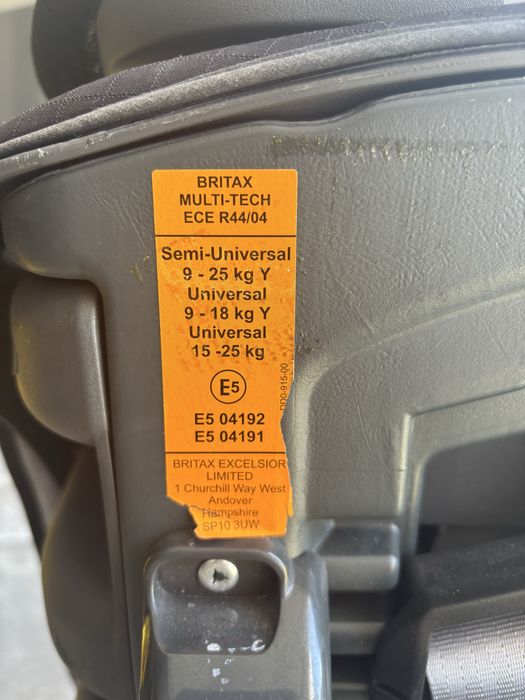 BRITAX
MULTI-TECH
ECE R44/04
Semi-Universal
9 - 25 kg Y
Universal
9 - 18 kg Y
Universal
15 -25 kg
E5
E5 04192
E5 04191
BRITAX EXCELSIOR
LIMITED
1 Churchill Way West
Andover
Hampshire
SP10 3UW